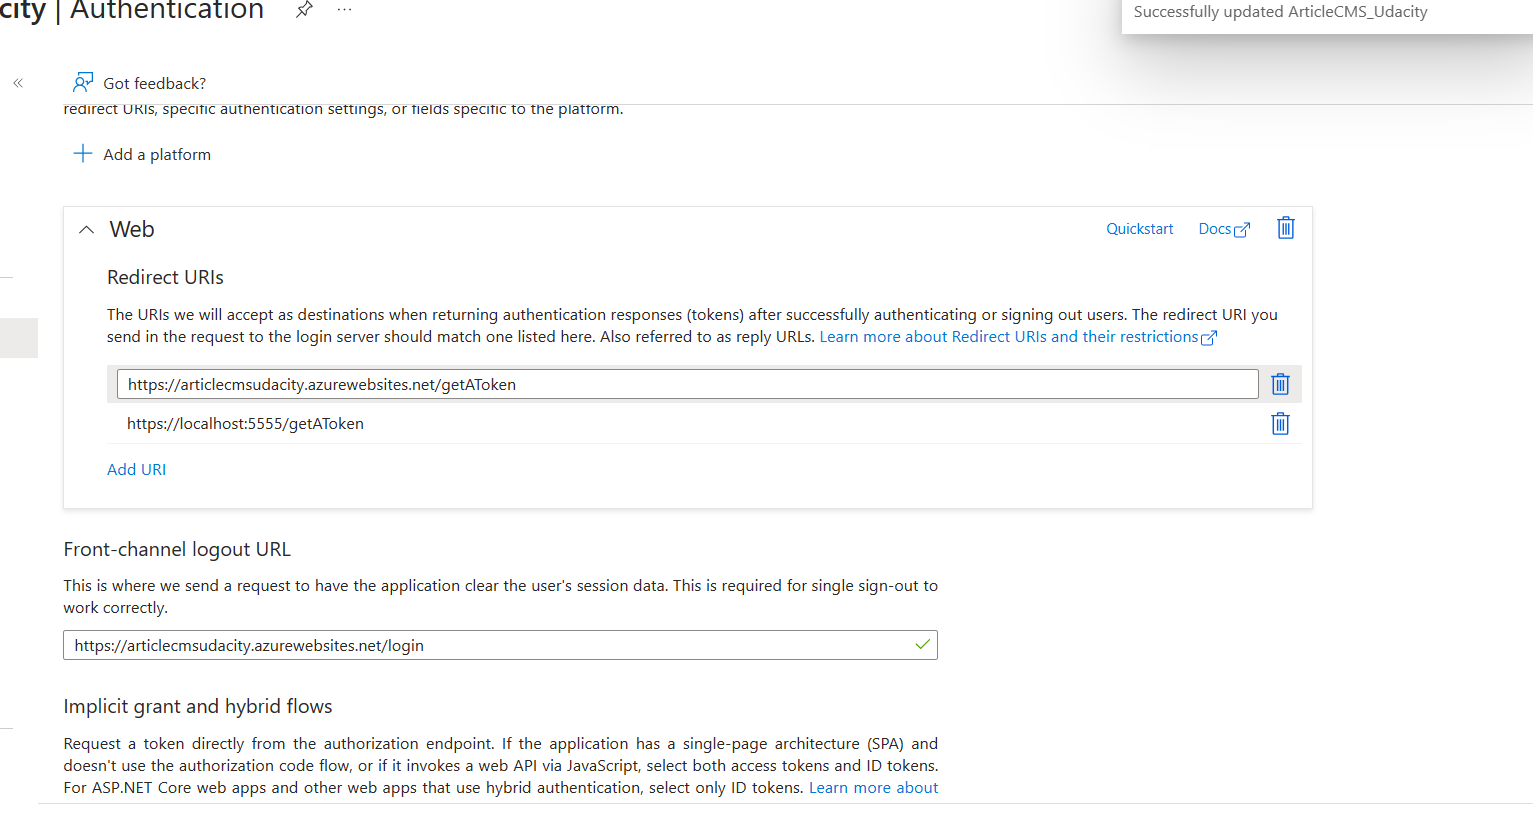 city | Authentication
Successfully updated ArticleCMS_Udacity
Got feedback?
redirect URIs, specific authentication settings, or fields specific to the platform.
Add a platform
Web
Quickstart
Docs
Redirect URIs
The URIs we will accept as destinations when returning authentication responses (tokens) after successfully authenticating or signing out users. The redirect URI you
send in the request to the login server should match one listed here. Also referred to as reply URLs. Learn more about Redirect URIs and their restrictions
https://articlecmsudacity.azurewebsites.net/getAToken
https://localhost:5555/getAToken
Add URI
Front-channel logout URL
This is where we send a request to have the application clear the user's session data. This is required for single sign-out to
work correctly.
https://articlecmsudacity.azurewebsites.net/login
Implicit grant and hybrid flows
Request a token directly from the authorization endpoint. If the application has a single-page architecture (SPA) and
doesn't use the authorization code flow, or if it invokes a web API via JavaScript, select both access tokens and ID tokens.
For ASP.NET Core web apps and other web apps that use hybrid authentication, select only ID tokens. Learn more about